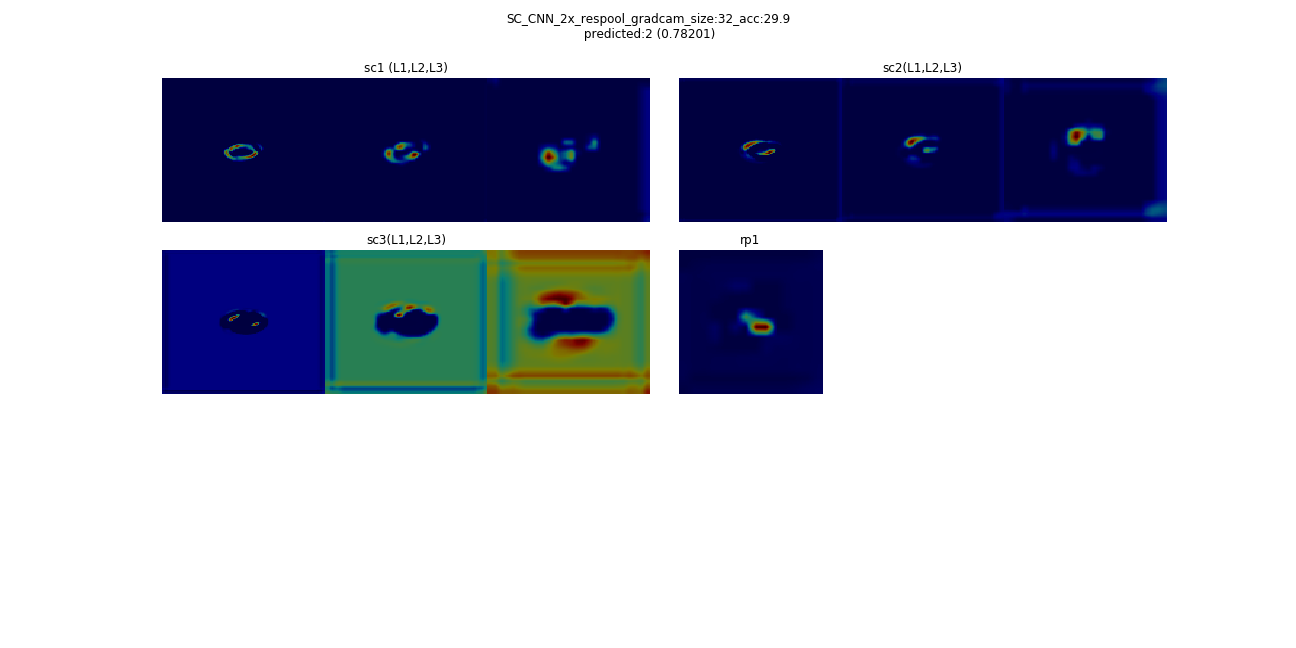 SC_CNN_2x_respool_gradcam_size:32_acc:29.9
predicted:2 (0.78201)
sc1 (L1,L2,L3)
sc2(L1,L2,L3)
sc3(L1,L2,L3)
rp1